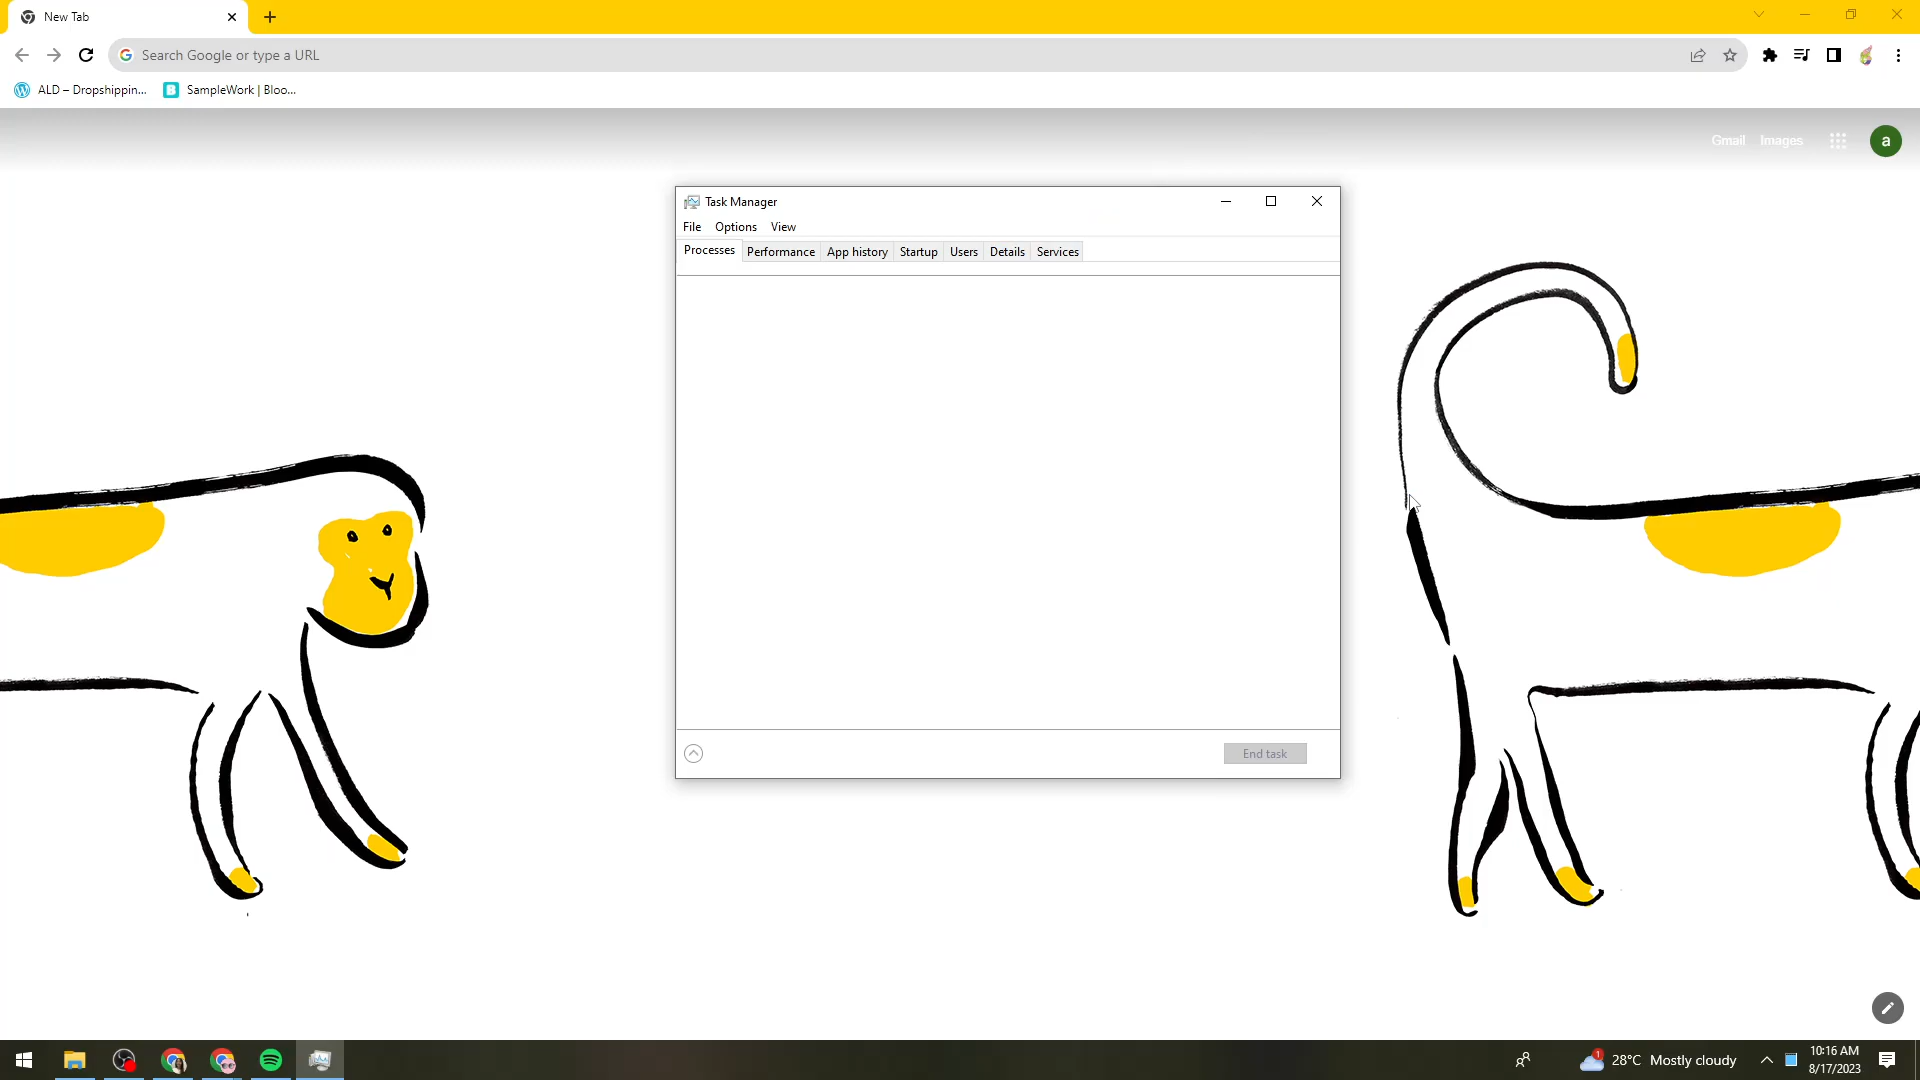 New Tab
Search Google or type a URL
ALD – Dropshippin...
SampleWork | Bloo...
Gmail Images
a
Task Manager
File Options View
Processes Performance App history Startup Users Details Services
End task
1
28°C Mostly cloudy
10:16 AM
8/17/2023